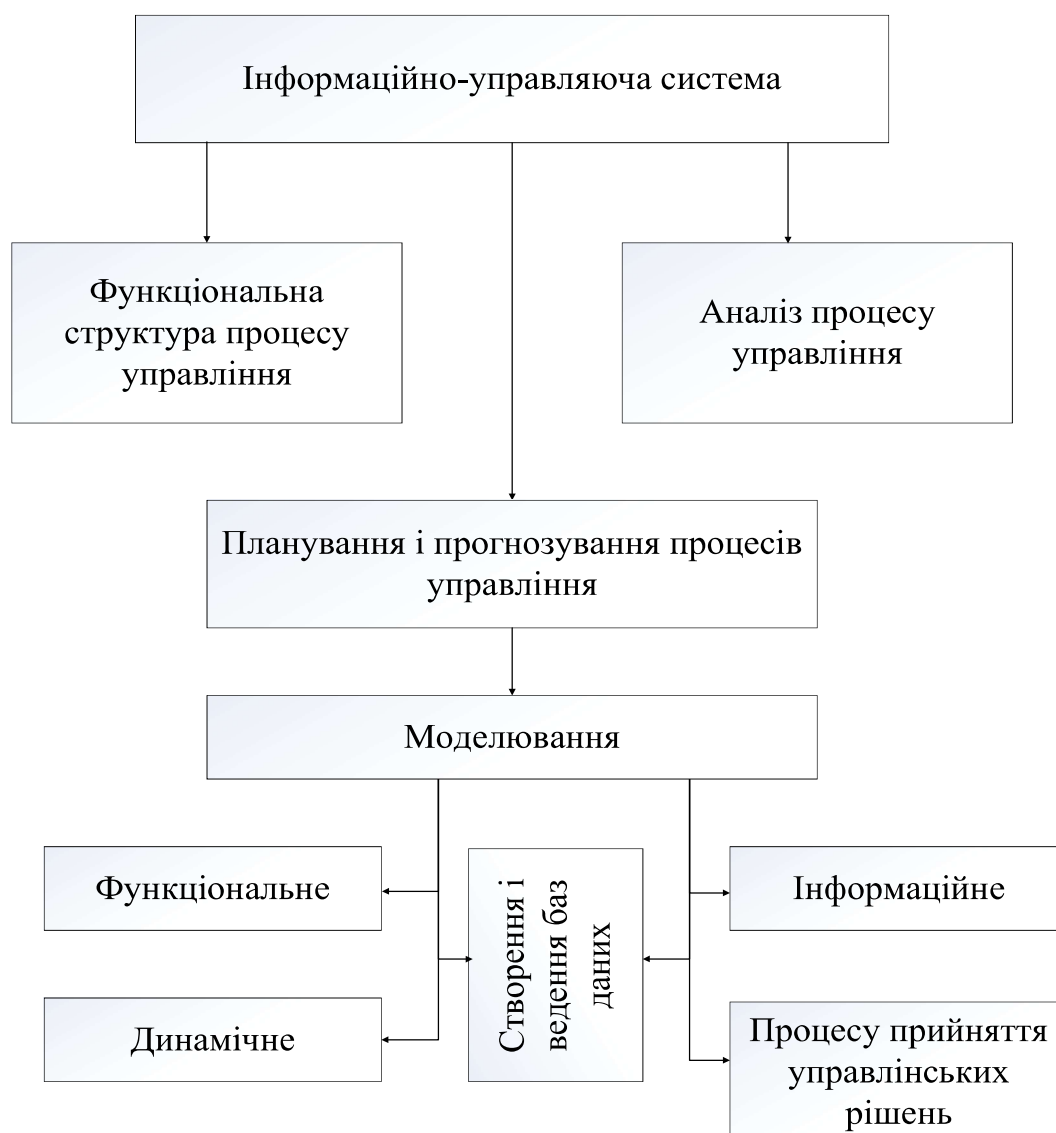 Інформаційно-управляюча система
Функціональна
структура процесу
управління
Аналіз процесу
управління
Планування і прогнозування процесів
управління
Моделювання
Функціональне
Створення і
ведення баз
даних
Інформаційне
Динамічне
Процесу прийняття
управлінських
рішень